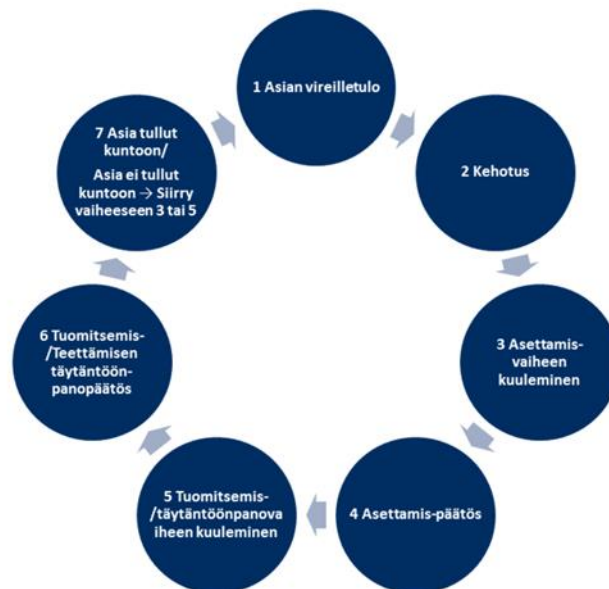 1 Asian vireilletulo
2 Kehotus
3 Asettamis-
vaiheen
kuuleminen
4 Asettamis-päätös
5 Tuomitsemis-
/täytäntöönpanova
iheen kuuleminen
6 Tuomitsemis-
/Teettämisen
täytäntöön-
panopäätös
7 Asia tullut
kuntoon/
Asia ei tullut
kuntoon → Siirry
vaiheeseen 3 tai 5